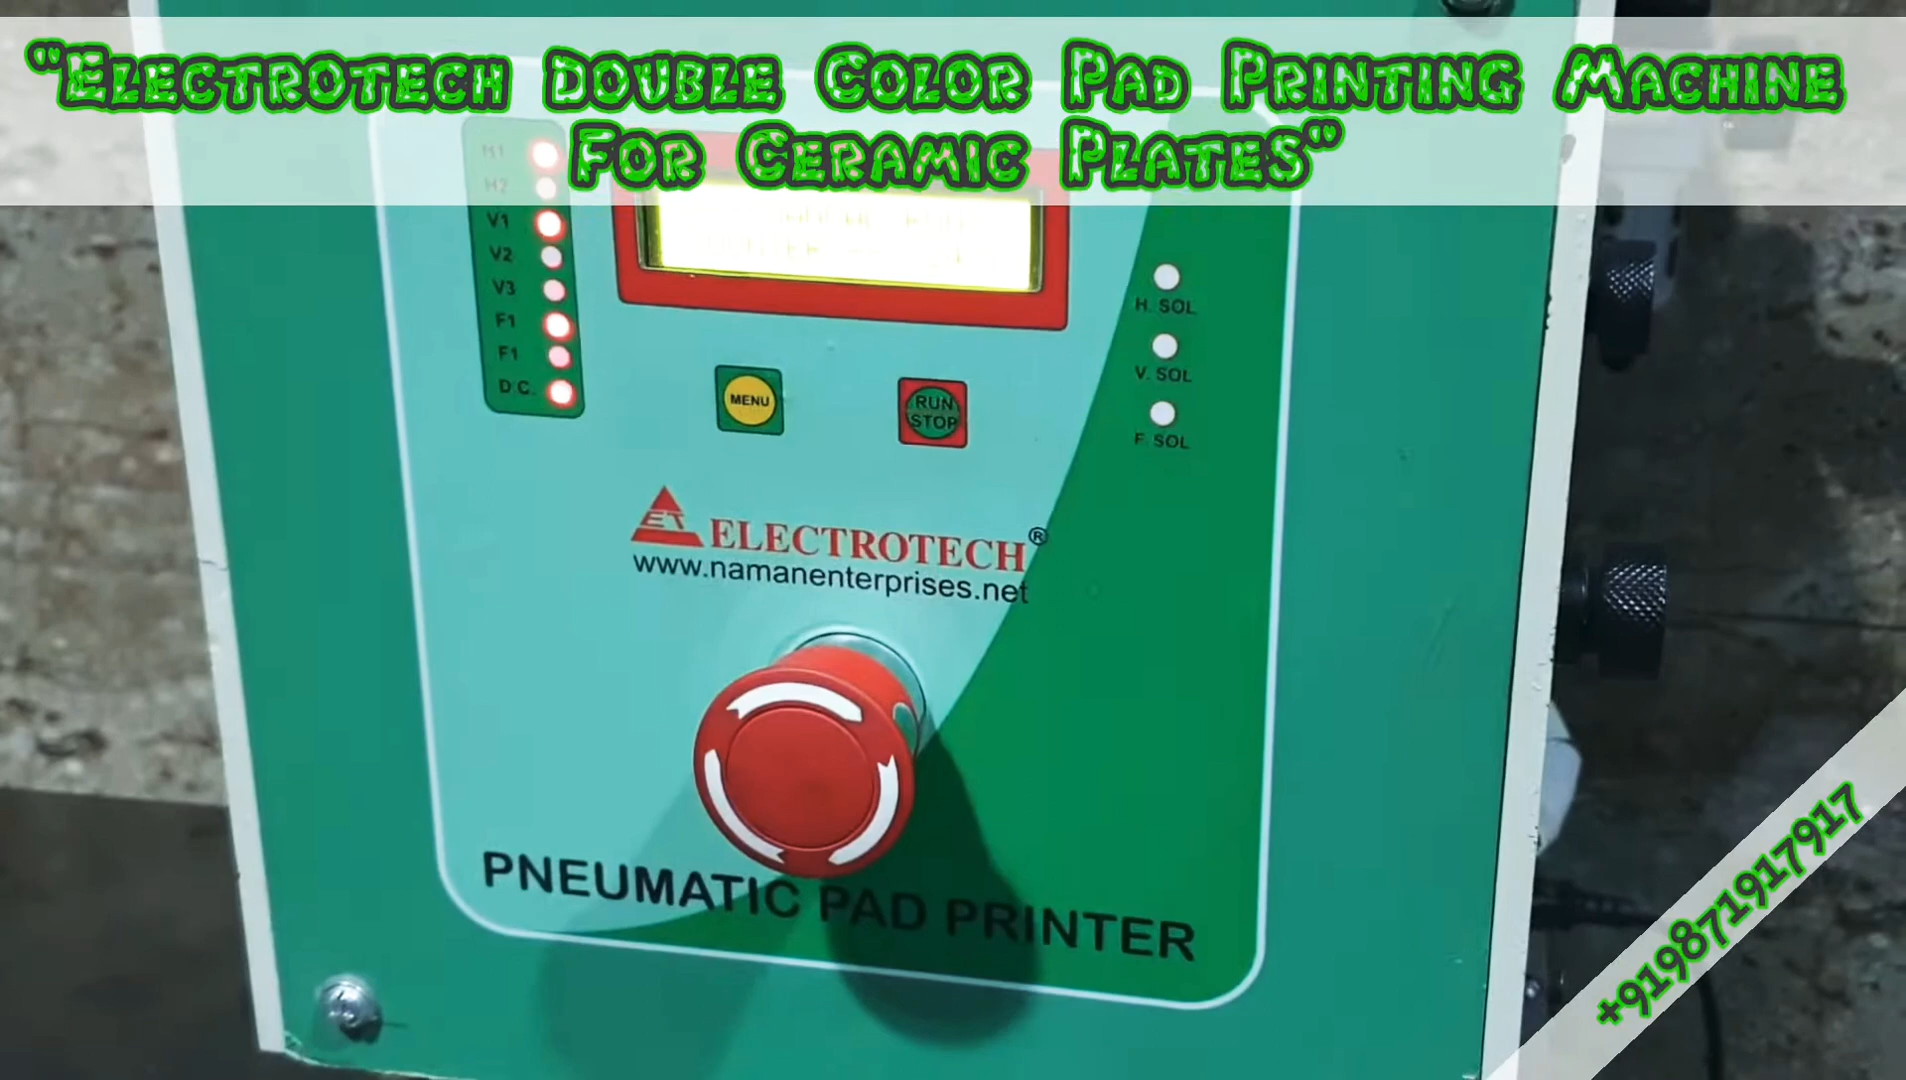 "Electrotech Double Color Pad Printing Machine
For Ceramic Plates"
H1
H2
V1
V2
V3
F1
F1
D.C.
H. SOL
V. SOL
F. SOL
MENU
RUN
STOP
ET
ELECTROTECH®
www.namanenterprises.net
PNEUMATIC PAD PRINTER
+919871917917